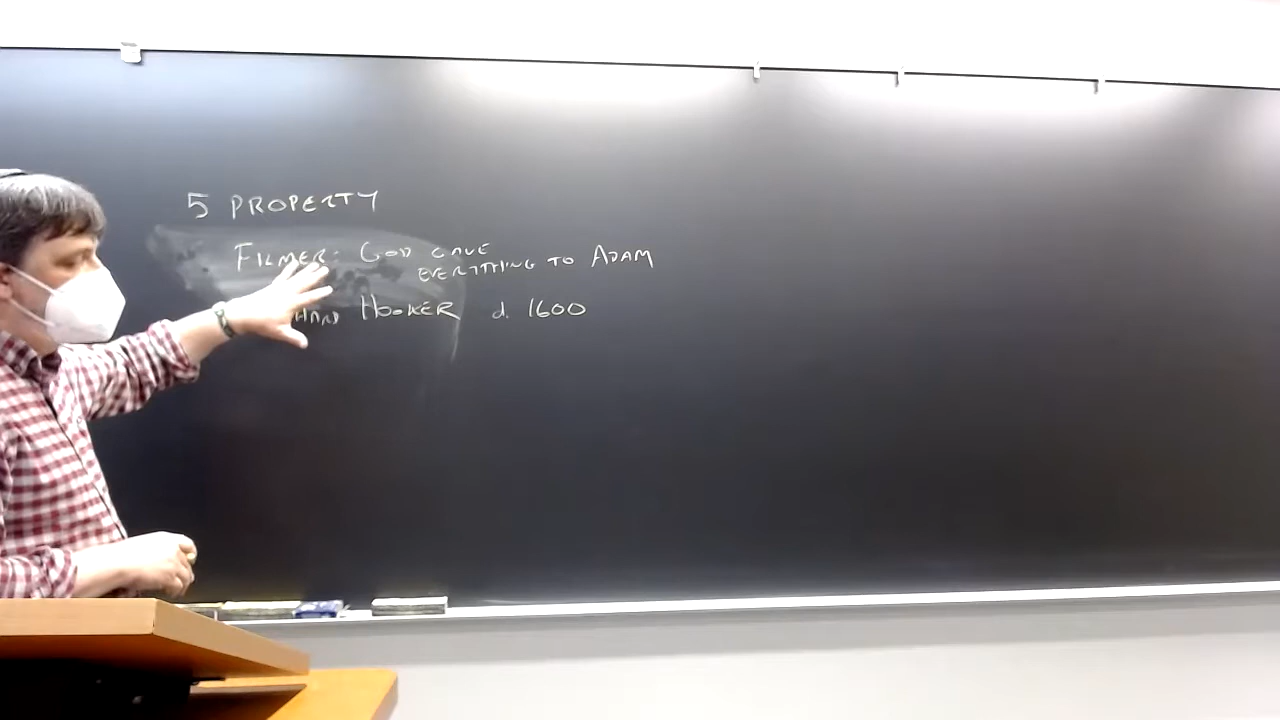 5 PROPERTY
FILMER: GOD GAVE
EVERYTHING TO ADAM
HOOKER d. 1600